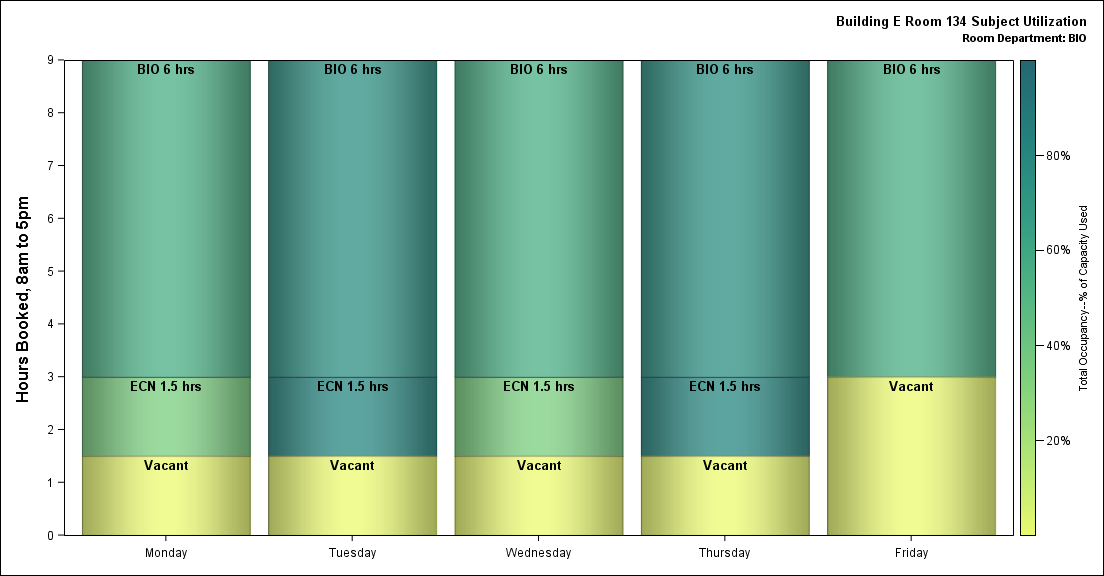 Building E Room 134 Subject Utilization
Room Department: BIO
Hours Booked, 8am to 5pm
9
8
7
6
5
4
3
2
1
0
BIO 6 hrs
ECN 1.5 hrs
Vacant
BIO 6 hrs
ECN 1.5 hrs
Vacant
BIO 6 hrs
ECN 1.5 hrs
Vacant
BIO 6 hrs
ECN 1.5 hrs
Vacant
BIO 6 hrs
Vacant
Monday
Tuesday
Wednesday
Thursday
Friday
80%
60%
40%
20%
Total Occupancy--% of Capacity Used